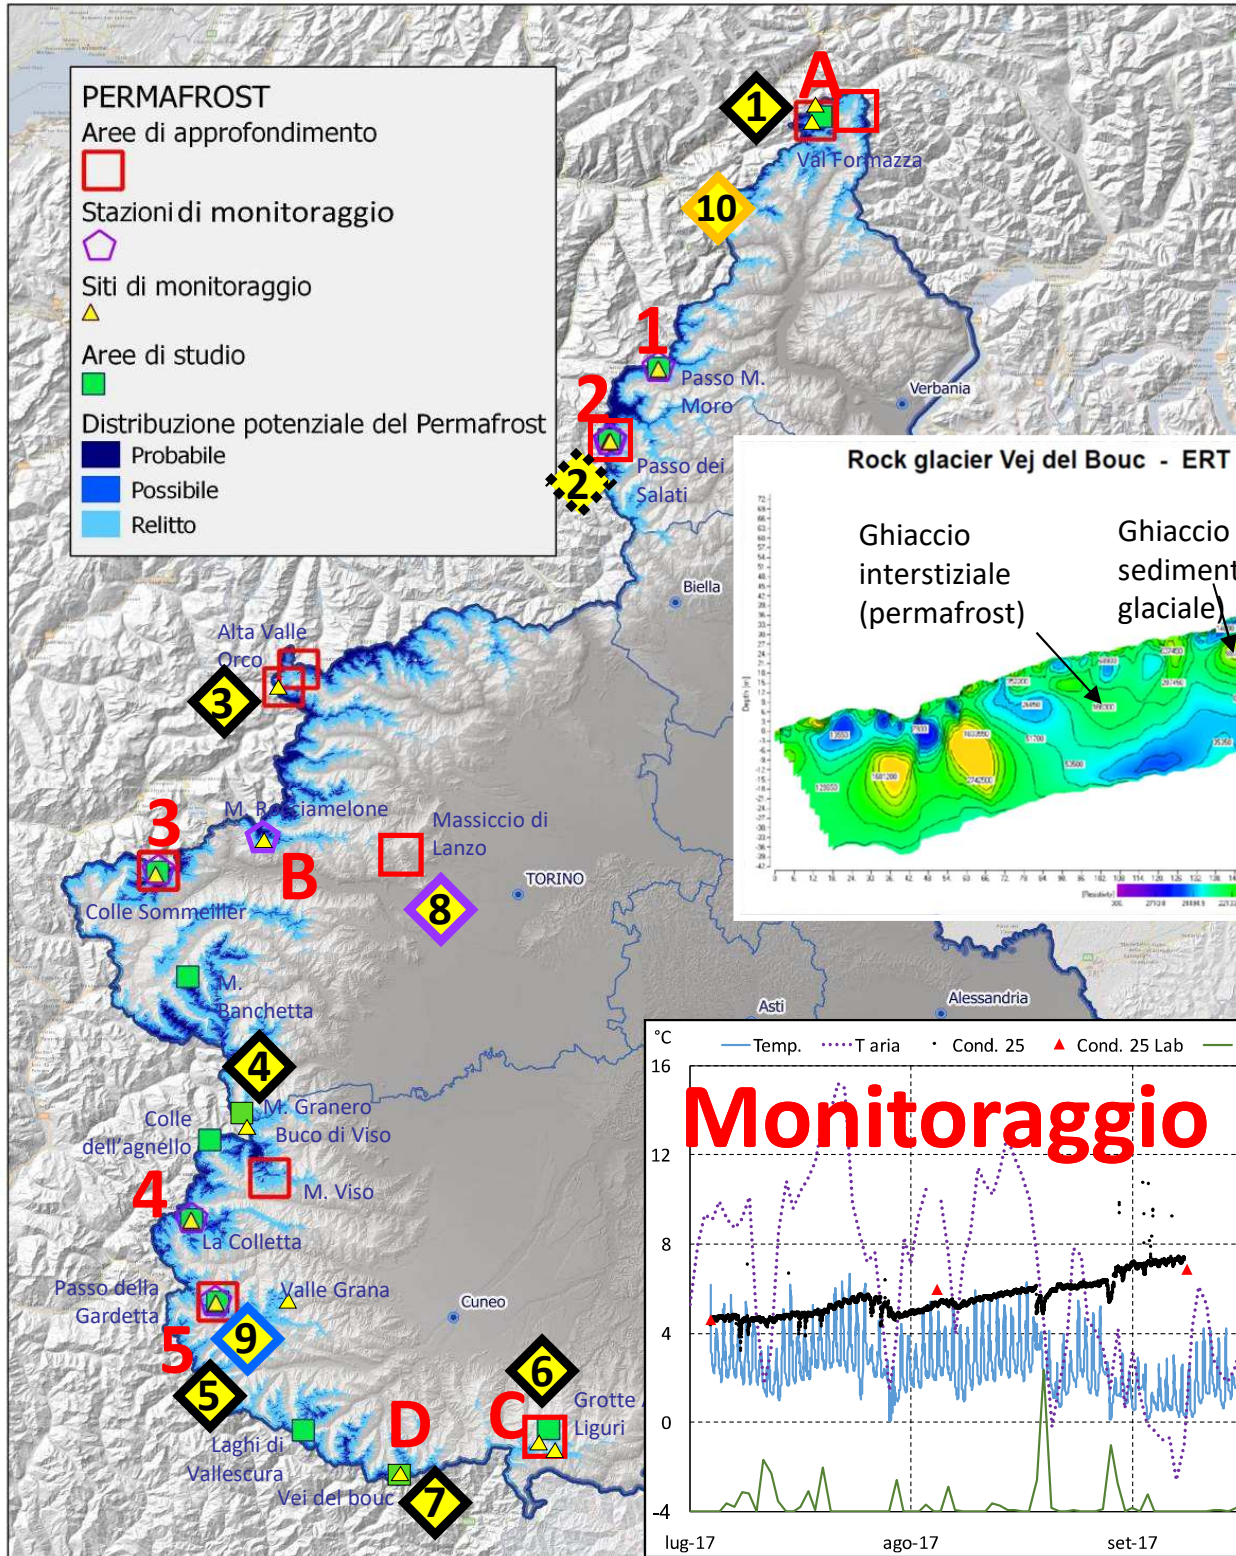 PERMAFROST
Aree di approfondimento
Stazioni di monitoraggio
Siti di monitoraggio
Aree di studio
Distribuzione potenziale del Permafrost
Probabile
Possibile
Relitto
A
1
Val Formazza
10
1
Passo M.
Moro
Verbania
2
Passo dei
Salati
2
Biella
Alta Valle
Orco
3
3
M. Rocciamelone
B
Colle Sommeiller
Massiccio di
Lanzo
TORINO
8
M.
Banchetta
Asti
Alessandria
4
M. Granero
Buco di Viso
Colle
dell'agnello
M. Viso
4
La Colletta
Passo della
Gardetta
Valle Grana
Cuneo
5
9
5
6
C
Grotte
Liguri
Laghi di
Vallescura
D
Vei del bouc
7
Rock glacier Vej del Bouc - ERT
Ghiaccio
interstiziale
(permafrost)
Ghiaccio
sediment
glaciale)
Depth [m]
°C
Temp.
T aria
Cond. 25
Cond. 25 Lab
Monitoraggio
16
12
8
4
0
-4
lug-17
ago-17
set-17